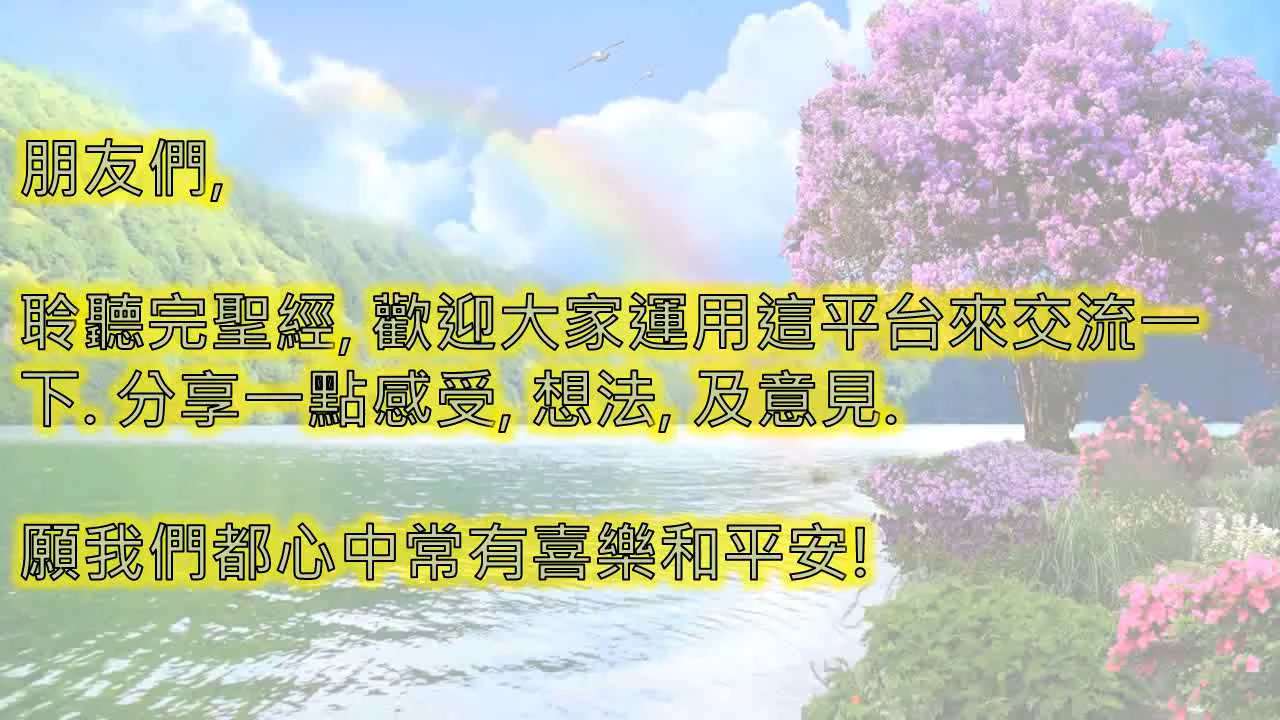 朋友們,
聆聽完聖經, 歡迎大家運用這平台來交流一
下. 分享一點感受, 想法, 及意見.
願我們都心中常有喜樂和平安!